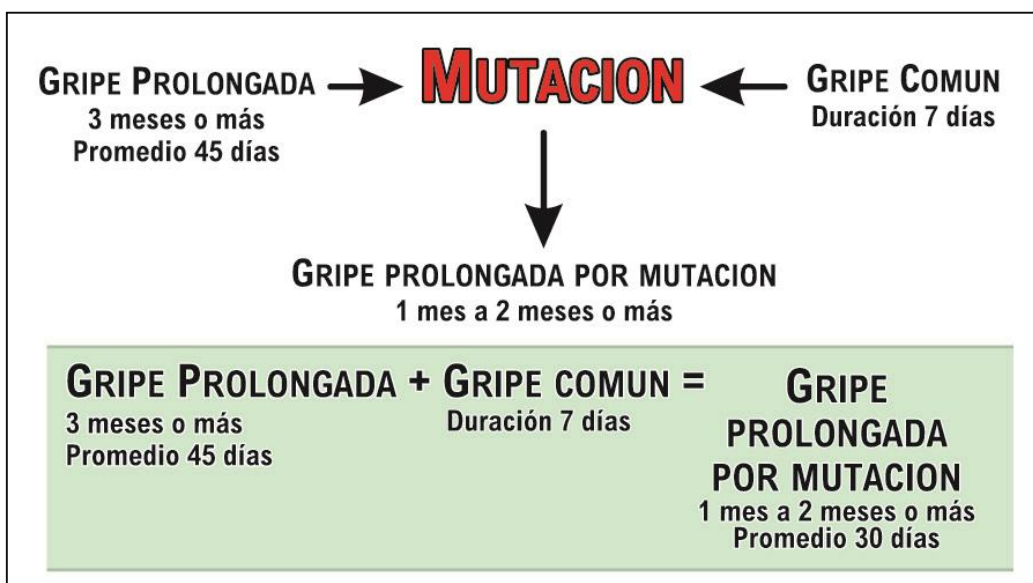 GRIPE PROLONGADA
3 meses o más
Promedio 45 días
MUTACION
GRIPE COMUN
Duración 7 días
GRIPE PROLONGADA POR MUTACION
1 mes a 2 meses o más
GRIPE PROLONGADA + GRIPE COMUN =
3 meses o más
Promedio 45 días
Duración 7 días
GRIPE
PROLONGADA
POR MUTACION
1 mes a 2 meses o más
Promedio 30 días